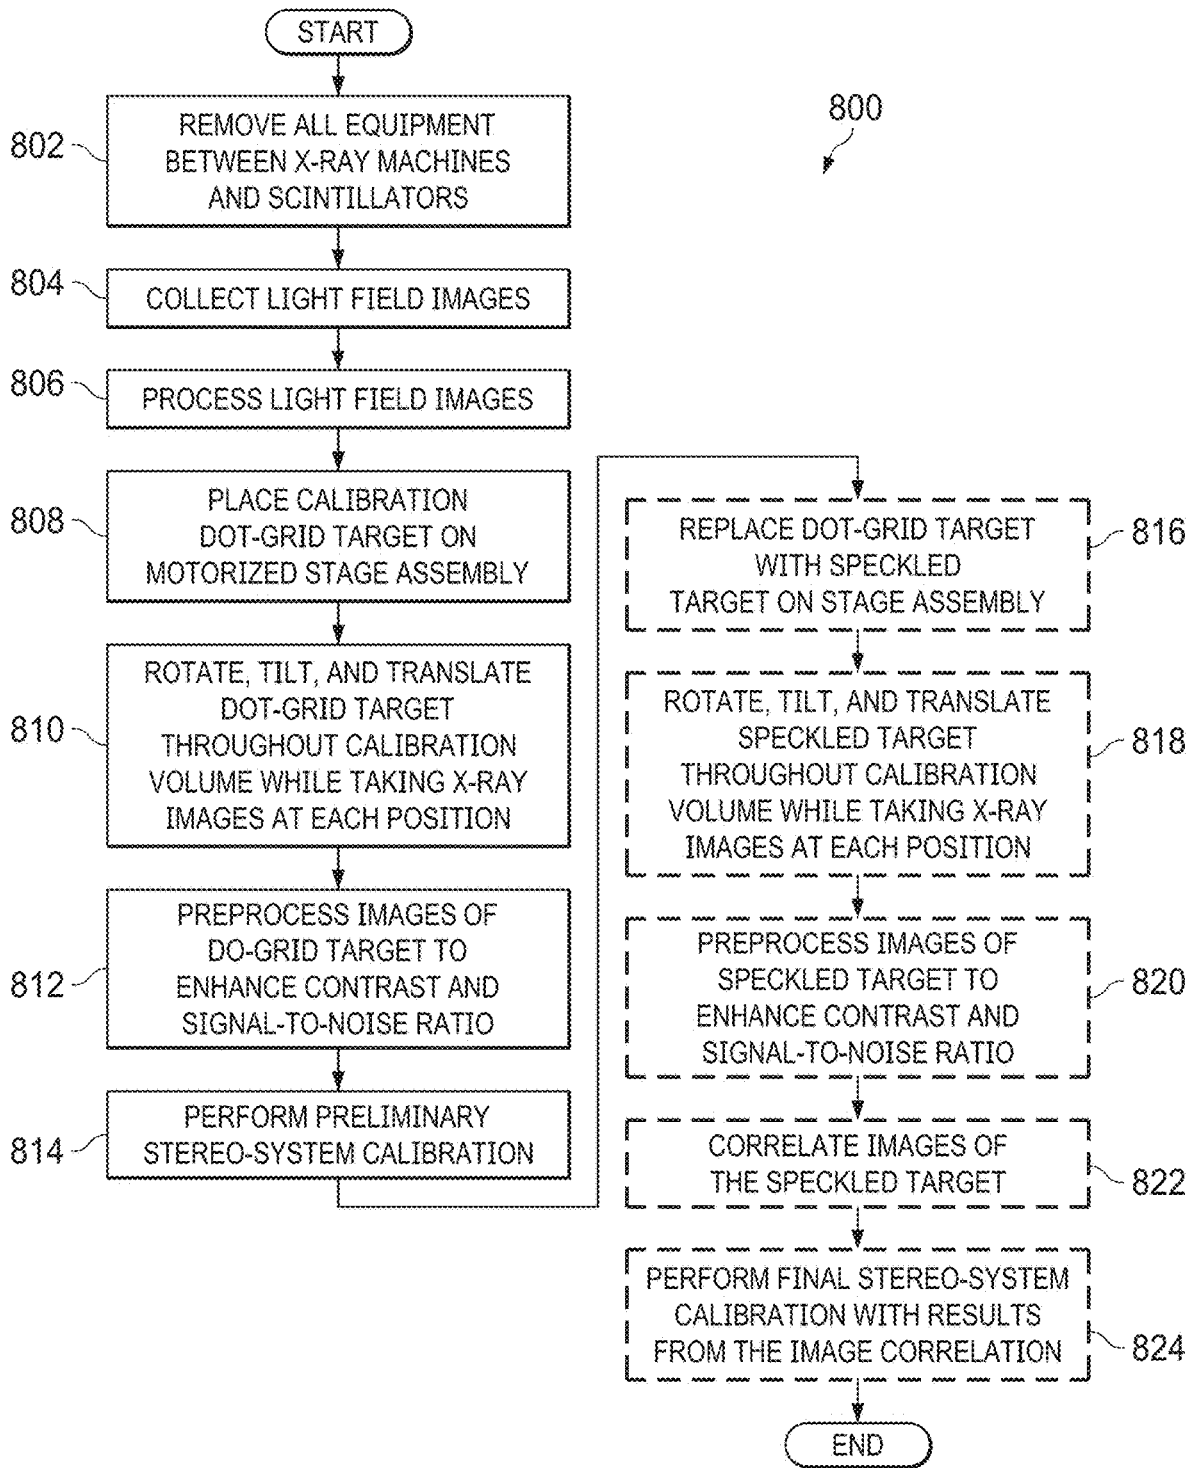 START
800
802
REMOVE ALL EQUIPMENT
BETWEEN X-RAY MACHINES
AND SCINTILLATORS
804
COLLECT LIGHT FIELD IMAGES
806
PROCESS LIGHT FIELD IMAGES
808
PLACE CALIBRATION
DOT-GRID TARGET ON
MOTORIZED STAGE ASSEMBLY
810
ROTATE, TILT, AND TRANSLATE
DOT-GRID TARGET
THROUGHOUT CALIBRATION
VOLUME WHILE TAKING X-RAY
IMAGES AT EACH POSITION
812
PREPROCESS IMAGES OF
DO-GRID TARGET TO
ENHANCE CONTRAST AND
SIGNAL-TO-NOISE RATIO
814
PERFORM PRELIMINARY
STEREO-SYSTEM CALIBRATION
REPLACE DOT-GRID TARGET
WITH SPECKLED
TARGET ON STAGE ASSEMBLY
816
ROTATE, TILT, AND TRANSLATE
SPECKLED TARGET
THROUGHOUT CALIBRATION
VOLUME WHILE TAKING X-RAY
IMAGES AT EACH POSITION
818
PREPROCESS IMAGES OF
SPECKLED TARGET TO
ENHANCE CONTRAST AND
SIGNAL-TO-NOISE RATIO
820
CORRELATE IMAGES OF
THE SPECKLED TARGET
822
PERFORM FINAL STEREO-SYSTEM
CALIBRATION WITH RESULTS
FROM THE IMAGE CORRELATION
824
END